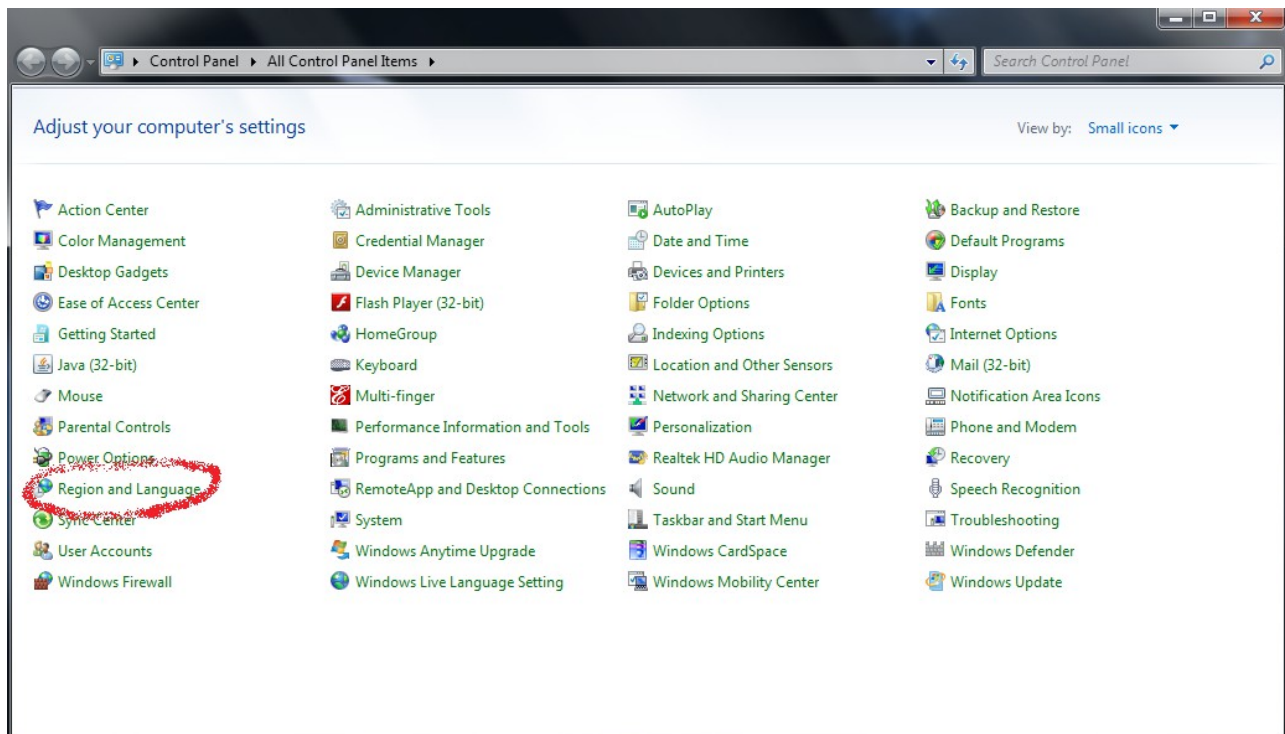 Control Panel All Control Panel Items Search Control Panel
Adjust your computer's settings
View by: Small icons
Action Center Administrative Tools AutoPlay Backup and Restore
Color Management Credential Manager Date and Time Default Programs
Desktop Gadgets Device Manager Devices and Printers Display
Ease of Access Center Flash Player (32-bit) Folder Options Fonts
Getting Started HomeGroup Indexing Options Internet Options
Java (32-bit) Keyboard Location and Other Sensors Mail (32-bit)
Mouse Multi-finger Network and Sharing Center Notification Area Icons
Parental Controls Performance Information and Tools Personalization Phone and Modem
Power Options Programs and Features Realtek HD Audio Manager Recovery
Region and Language RemoteApp and Desktop Connections Sound Speech Recognition
Sync Center System Taskbar and Start Menu Troubleshooting
User Accounts Windows Anytime Upgrade Windows CardSpace Windows Defender
Windows Firewall Windows Live Language Setting Windows Mobility Center Windows Update